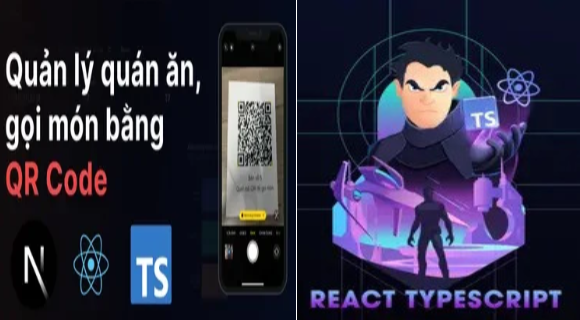 Quản lý quán ăn,
gọi món bằng
QR Code
N
TS
TS
REACT TYPESCRIPT